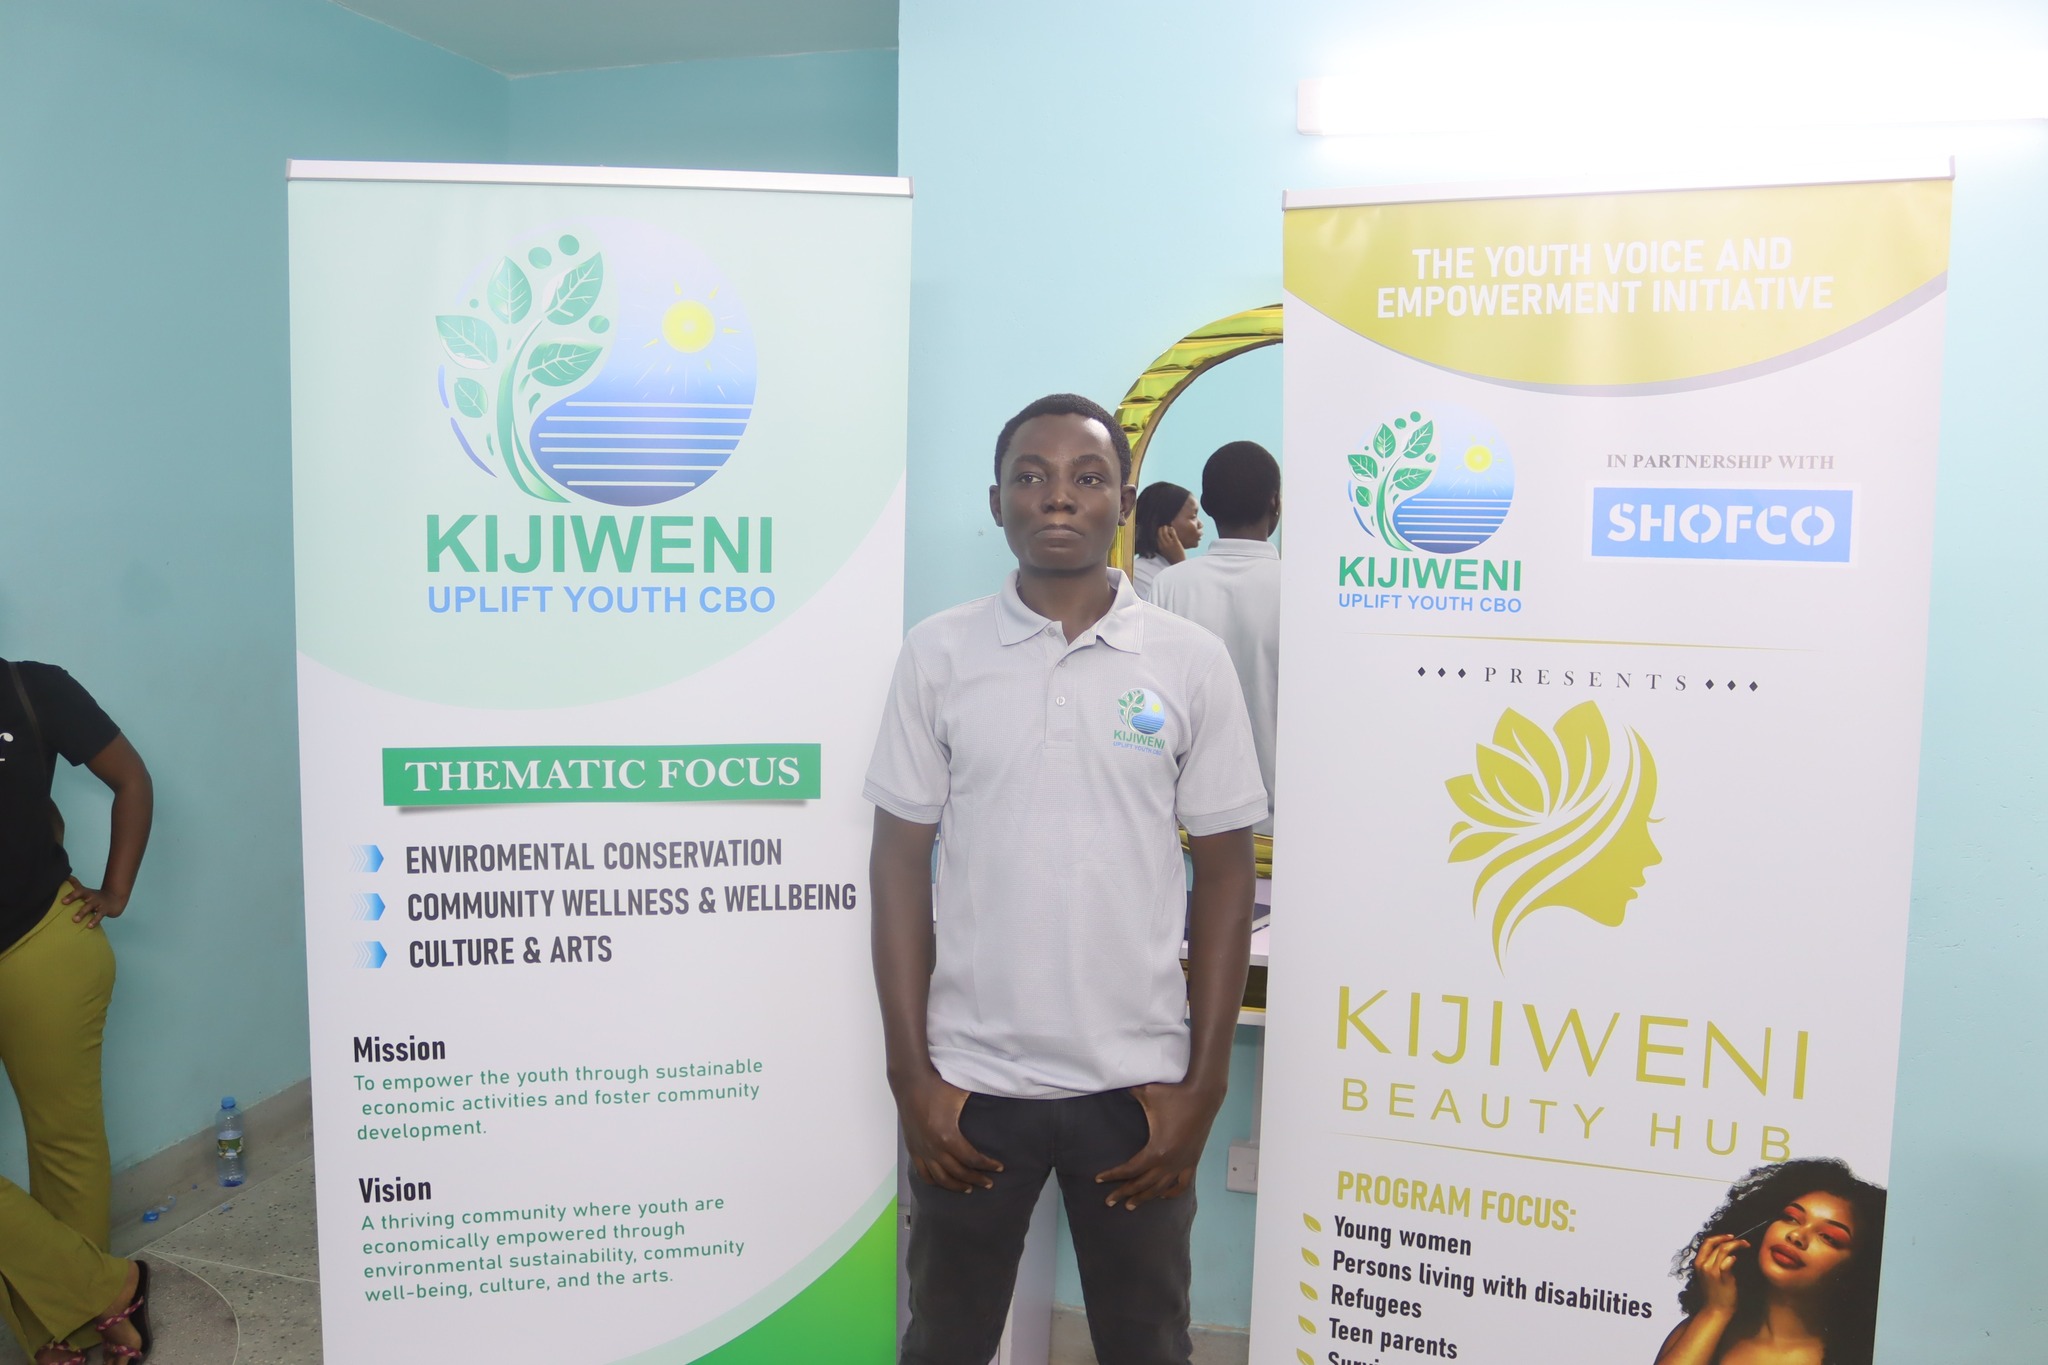 KIJIWENI
UPLIFT YOUTH CBO
THEMATIC FOCUS
ENVIROMENTAL CONSERVATION
COMMUNITY WELLNESS & WELLBEING
CULTURE & ARTS
Mission
To empower the youth through sustainable
economic activities and foster community
development.
Vision
A thriving community where youth are
economically empowered through
environmental sustainability, community
well-being, culture, and the arts.
KIJIWENI
UPLIFT YOUTH CBO
THE YOUTH VOICE AND
EMPOWERMENT INITIATIVE
KIJIWENI
UPLIFT YOUTH CBO
IN PARTNERSHIP WITH
SHOFCO
PRESENTS
KIJIWENI
BEAUTY HUB
PROGRAM FOCUS:
Young women
Persons living with disabilities
Refugees
Teen parents